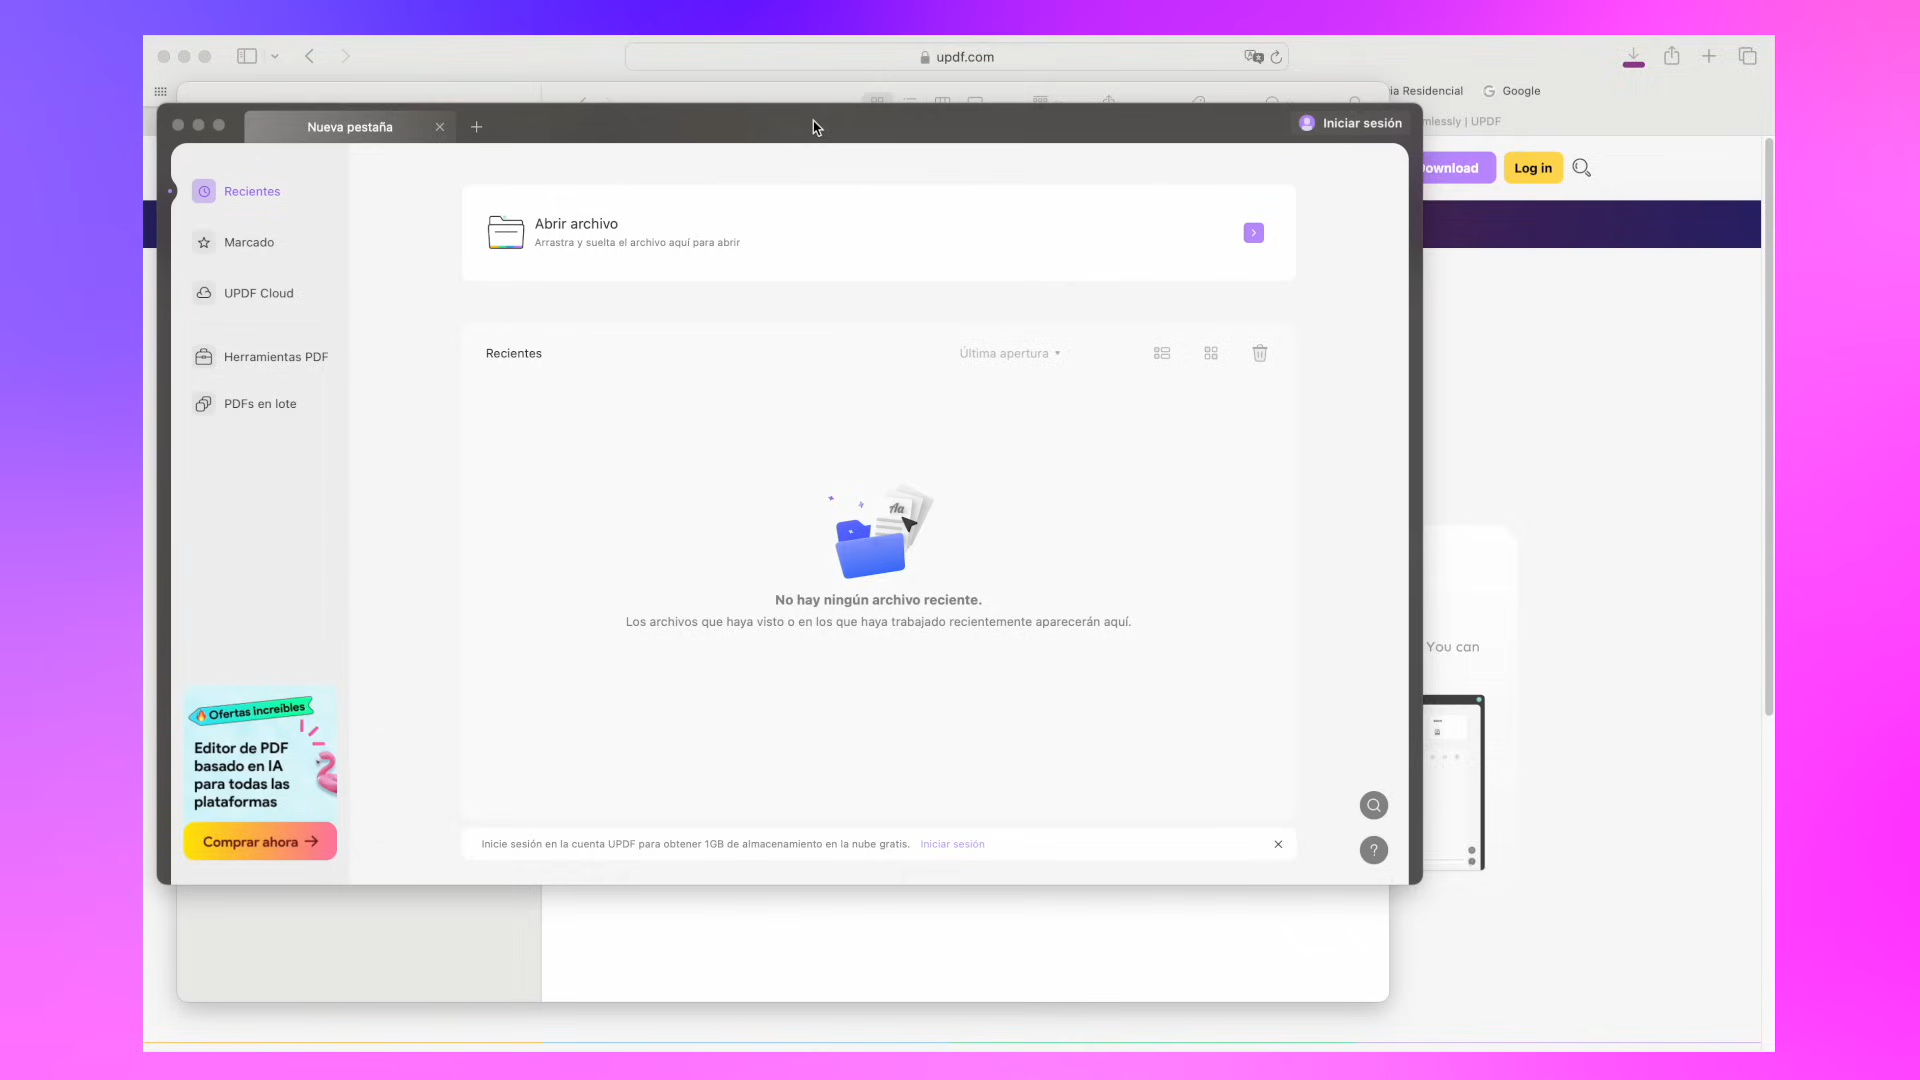 updf.com
ia Residencial
Google
mlessly | UPDF
Nueva pestaña
Iniciar sesión
ownload
Log in
Recientes
Marcado
UPDF Cloud
Herramientas PDF
PDFs en lote
Abrir archivo
Arrastra y suelta el archivo aquí para abrir
Recientes
Última apertura
Aa
No hay ningún archivo reciente.
Los archivos que haya visto o en los que haya trabajado recientemente aparecerán aquí.
You can
Ofertas increíbles
Editor de PDF
basado en IA
para todas las
plataformas
Comprar ahora
Inicie sesión en la cuenta UPDF para obtener 1GB de almacenamiento en la nube gratis. Iniciar sesión